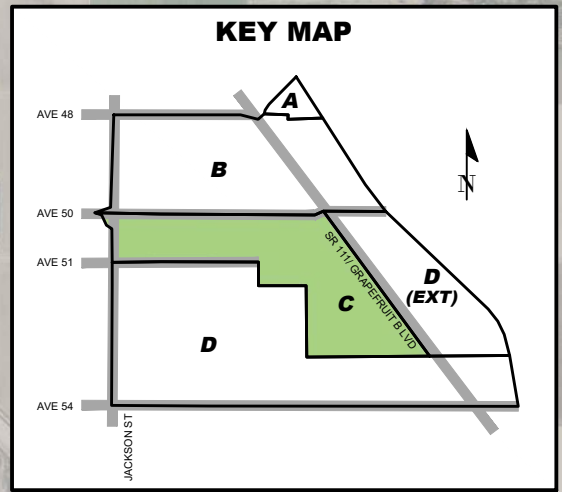 KEY MAP
AVE 48
A
B
N
AVE 50
SR 111/ GRAPEFRUIT B LVD
AVE 51
D
(EXT)
C
D
AVE 54
JACKSON ST